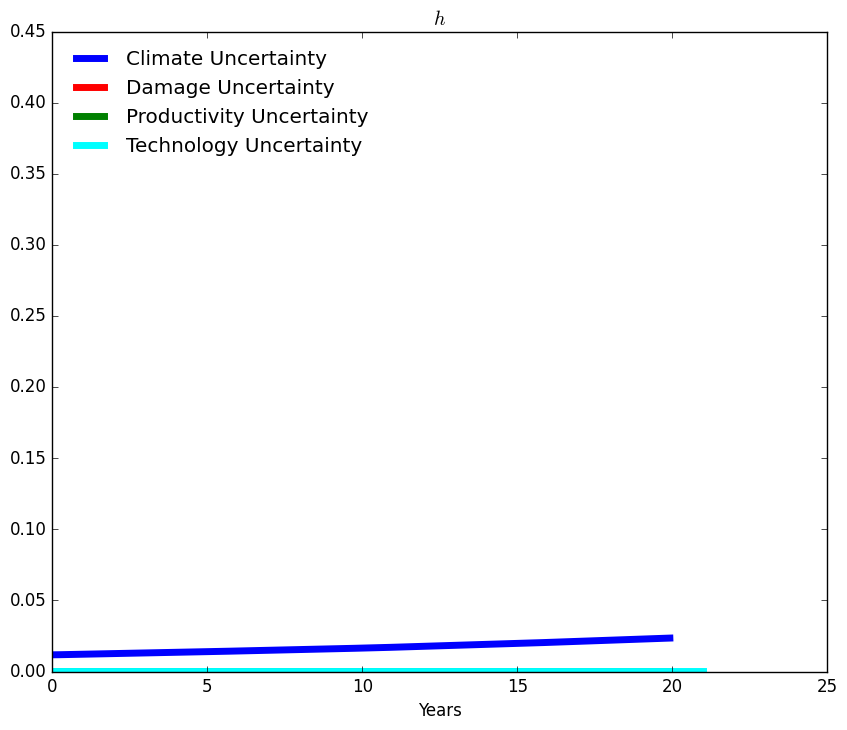 h
0.45
0.40
0.35
0.30
0.25
0.20
0.15
0.10
0.05
0.00
Climate Uncertainty
Damage Uncertainty
Productivity Uncertainty
Technology Uncertainty
0 5 10 15 20 25
Years